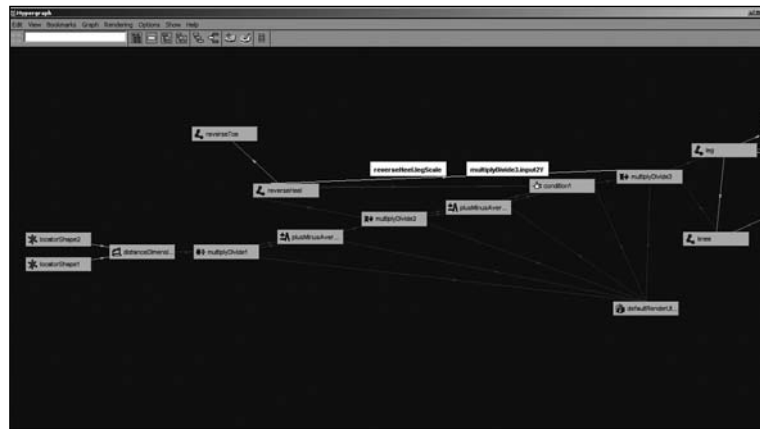 Hypergraph
Edit View Bookmarks Graph Rendering Options Show Help
reverseToe
leg
reverseHeel.legScale
multiplyDivide3.input2Y
multiplyDivide3
condition1
reverseHeel
plusMinusAver...
multiplyDivide2
plusMinusAver...
knee
locatorShape2
distanceDimensi...
multiplyDivide1
locatorShape1
defaultRenderUt...